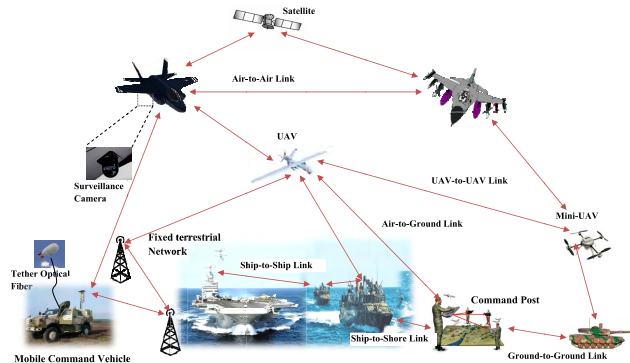 Satellite
Air-to-Air Link
UAV
Surveillance
Camera
UAV-to-UAV Link
Mini-UAV
Air-to-Ground Link
Fixed terrestrial
Network
Ship-to-Ship Link
Tether Optical
Fiber
Command Post
Ship-to-Shore Link
Ground-to-Ground Link
Mobile Command Vehicle